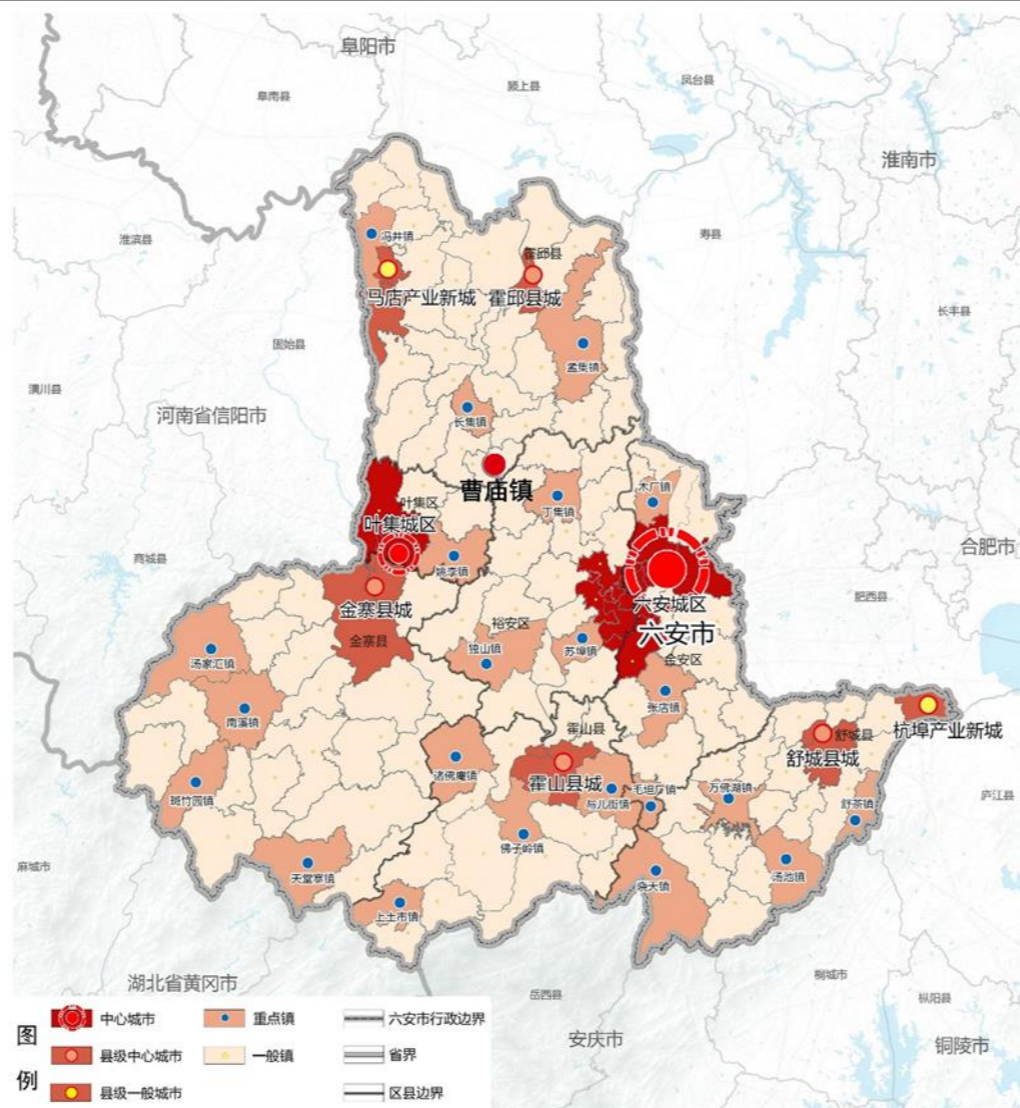 阜阳市
阜南县
颍上县
凤台县
淮南市
淮滨县
冯井镇
霍邱县
寿县
马店产业新城
霍邱县城
长丰县
固始县
孟集镇
潢川县
河南省信阳市
长集镇
曹庙镇
叶集区
丁集镇
木厂镇
叶集城区
合肥市
商城县
姚李镇
肥西县
金寨县城
六安城区
六安市
裕安区
金寨县
独山镇
苏埠镇
金安区
汤家汇镇
张店镇
南溪镇
霍山县
舒城县
杭埠产业新城
舒城县城
诸佛庵镇
霍山县城
毛坦厂镇
万佛湖镇
与儿街镇
斑竹园镇
舒茶镇
庐江县
佛子岭镇
麻城市
天堂寨镇
晓天镇
汤池镇
上土市镇
湖北省黄冈市
岳西县
桐城市
枞阳县
安庆市
铜陵市
图例
中心城市
重点镇
六安市行政边界
县级中心城市
一般镇
省界
县级一般城市
区县边界